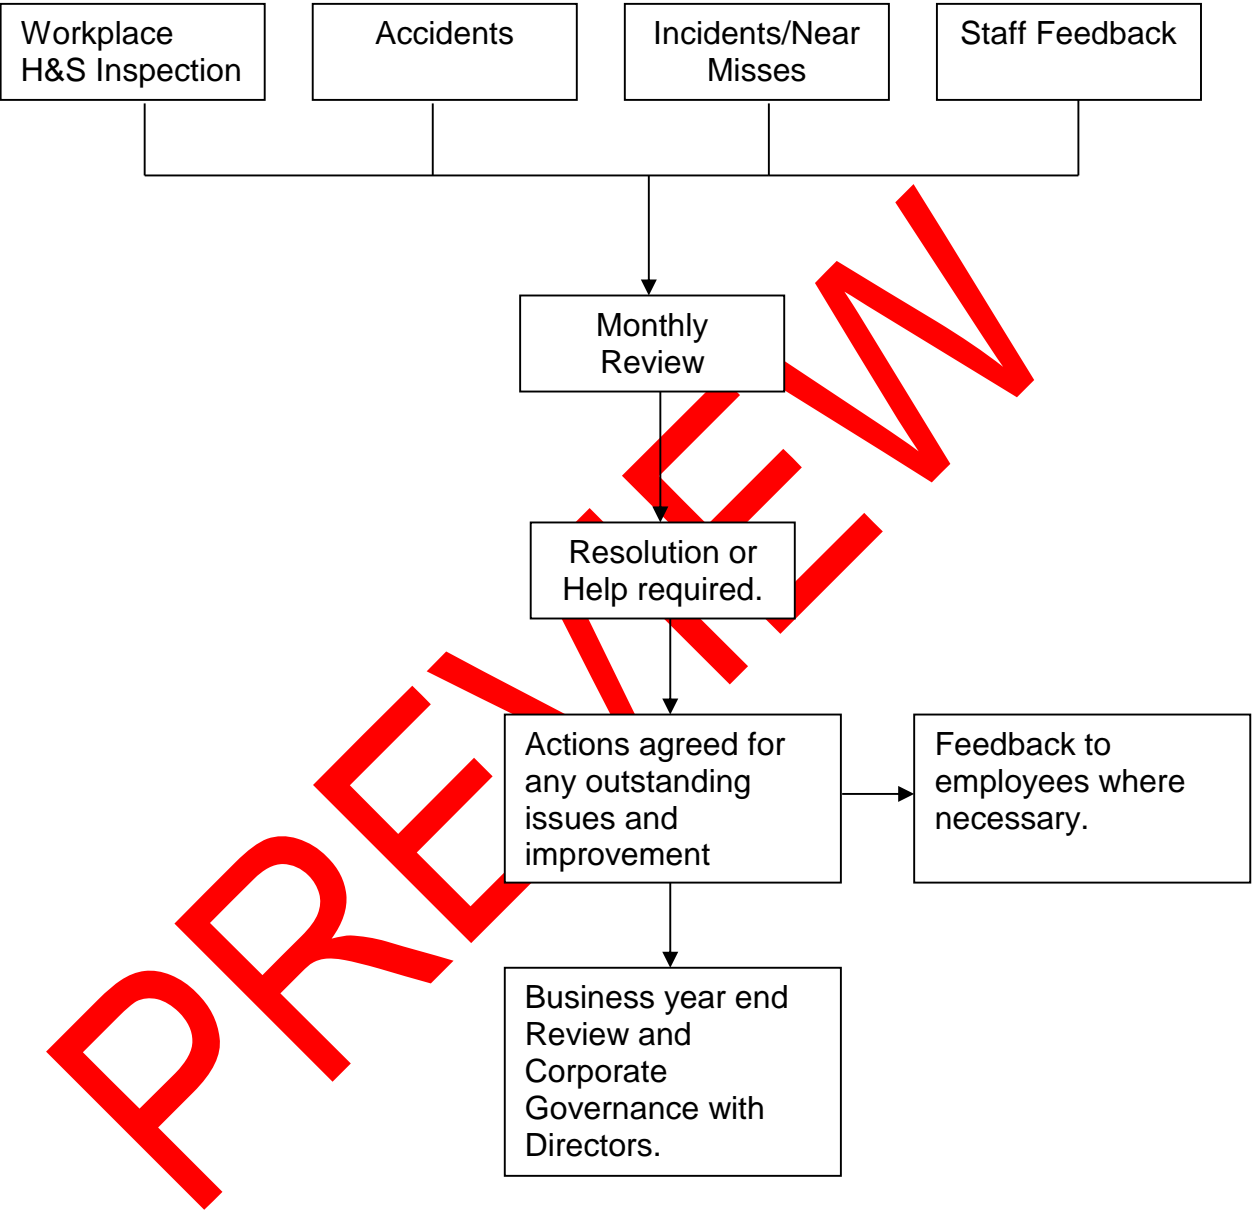 Workplace
H&S Inspection
Accidents
Incidents/Near
Misses
Staff Feedback
Monthly
Review
Resolution or
Help required.
Actions agreed for
any outstanding
issues and
improvement
Feedback to
employees where
necessary.
Business year end
Review and
Corporate
Governance with
Directors.
PREVIEW